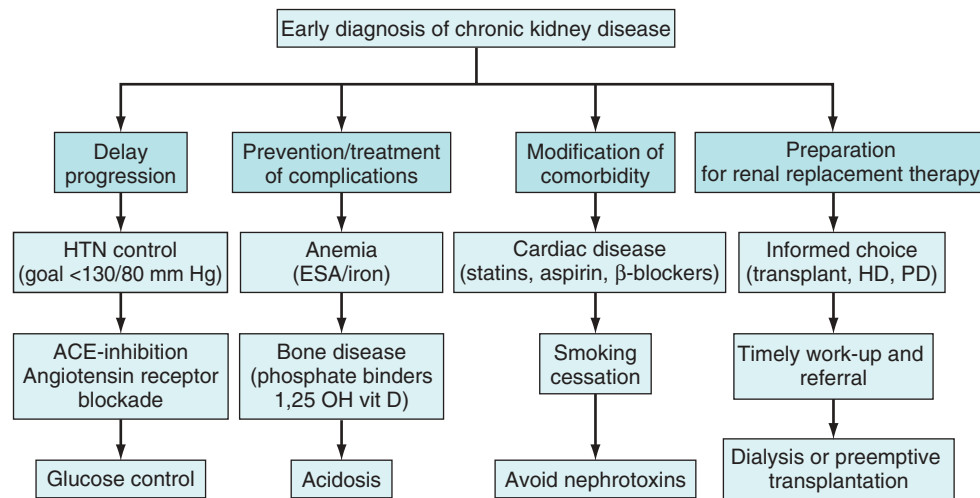 Early diagnosis of chronic kidney disease
Delay
progression
Prevention/treatment
of complications
Modification of
comorbidity
Preparation
for renal replacement therapy
HTN control
(goal <130/80 mm Hg)
Anemia
(ESA/iron)
Cardiac disease
(statins, aspirin, β-blockers)
Informed choice
(transplant, HD, PD)
ACE-inhibition
Angiotensin receptor
blockade
Bone disease
(phosphate binders
1,25 OH vit D)
Smoking
cessation
Timely work-up and
referral
Glucose control
Acidosis
Avoid nephrotoxins
Dialysis or preemptive
transplantation